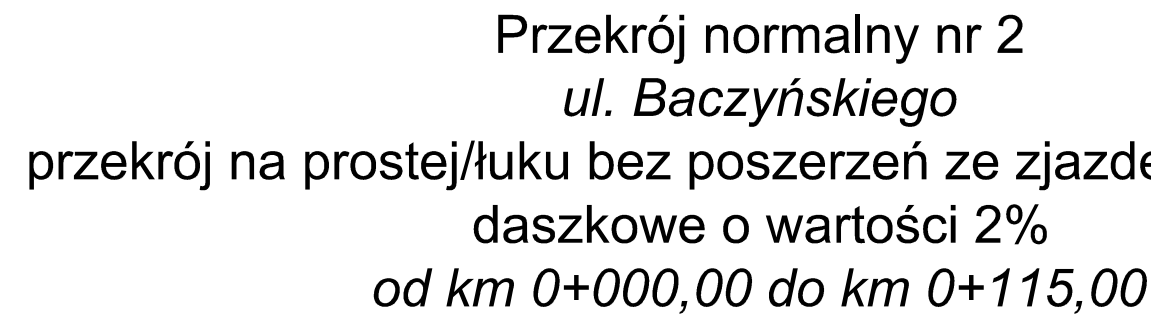 Przekrój normalny nr 2
ul. Baczyńskiego
przekrój na prostej/łuku bez poszerzeń ze
daszkowe o wartości 2%
od km 0+000,00 do km 0+115,00